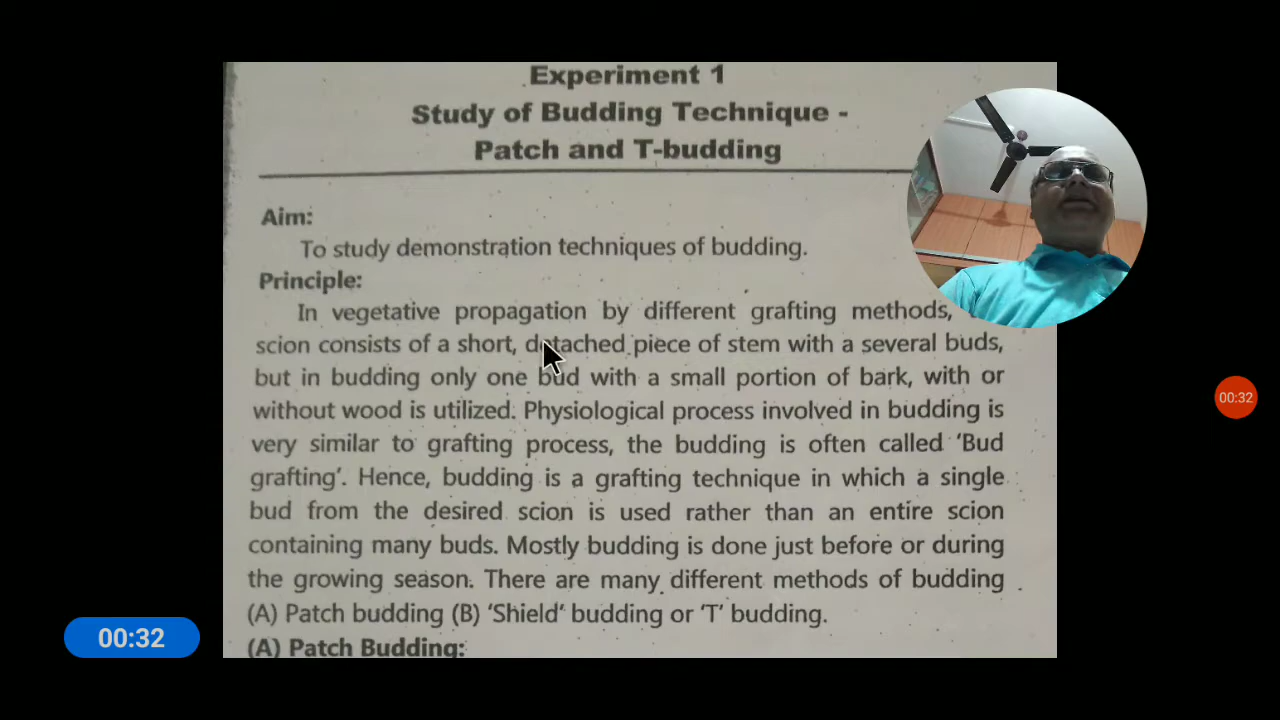 Experiment 1
Study of Budding Technique -
Patch and T-budding
Aim:
To study demonstration techniques of budding.
Principle:
In vegetative propagation by different grafting methods,
scion consists of a short, detached piece of stem with a several buds,
but in budding only one bud with a small portion of bark, with or
without wood is utilized. Physiological process involved in budding is
very similar to grafting process, the budding is often called ‘Bud
grafting’. Hence, budding is a grafting technique in which a single
bud from the desired scion is used rather than an entire scion
containing many buds. Mostly budding is done just before or during
the growing season. There are many different methods of budding
(A) Patch budding (B) ‘Shield’ budding or ‘T’ budding.
(A) Patch Budding:
00:32
00:32